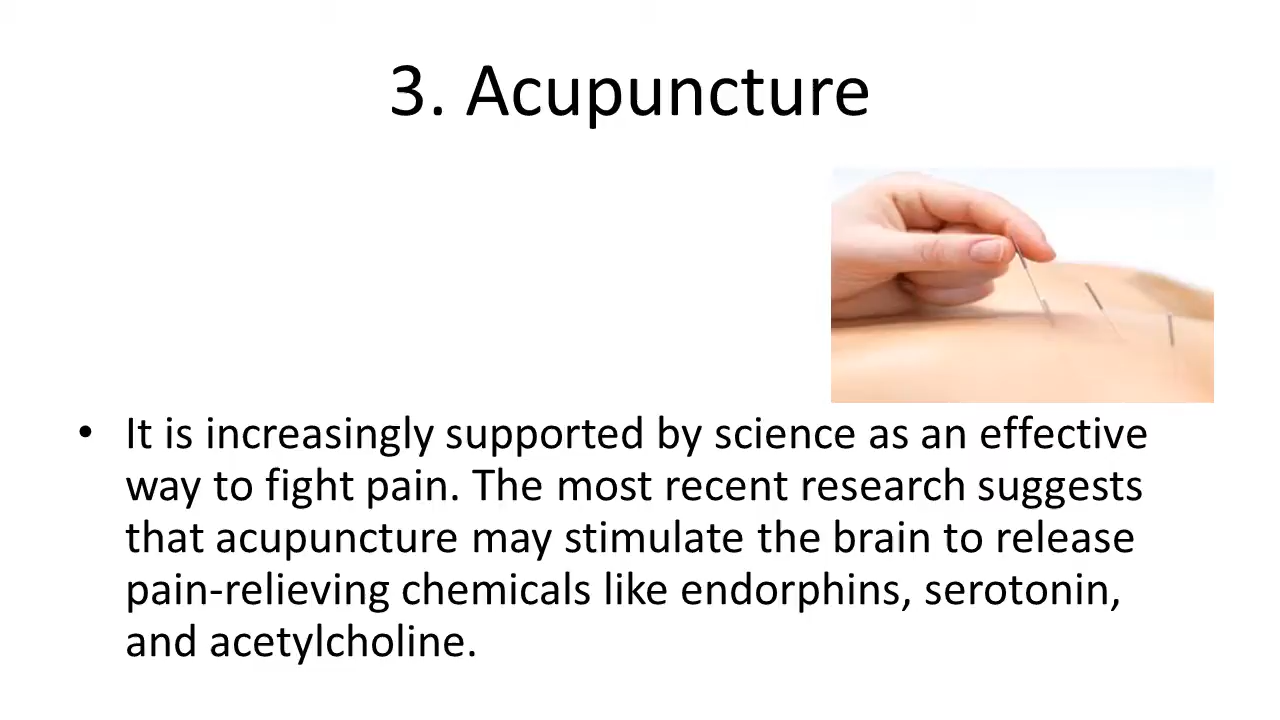 3. Acupuncture
• It is increasingly supported by science as an effective
way to fight pain. The most recent research suggests
that acupuncture may stimulate the brain to release
pain-relieving chemicals like endorphins, serotonin,
and acetylcholine.